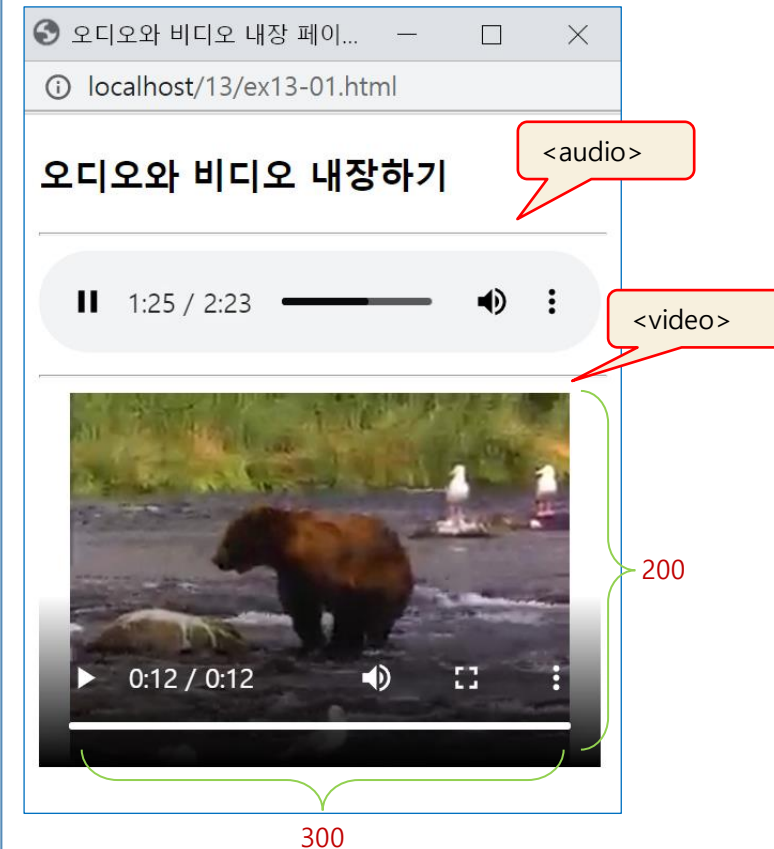 오디오와 비디오 내장 페이...
localhost/13/ex13-01.html
<audio>
오디오와 비디오 내장하기
1:25 / 2:23
<video>
200
0:12 / 0:12
300